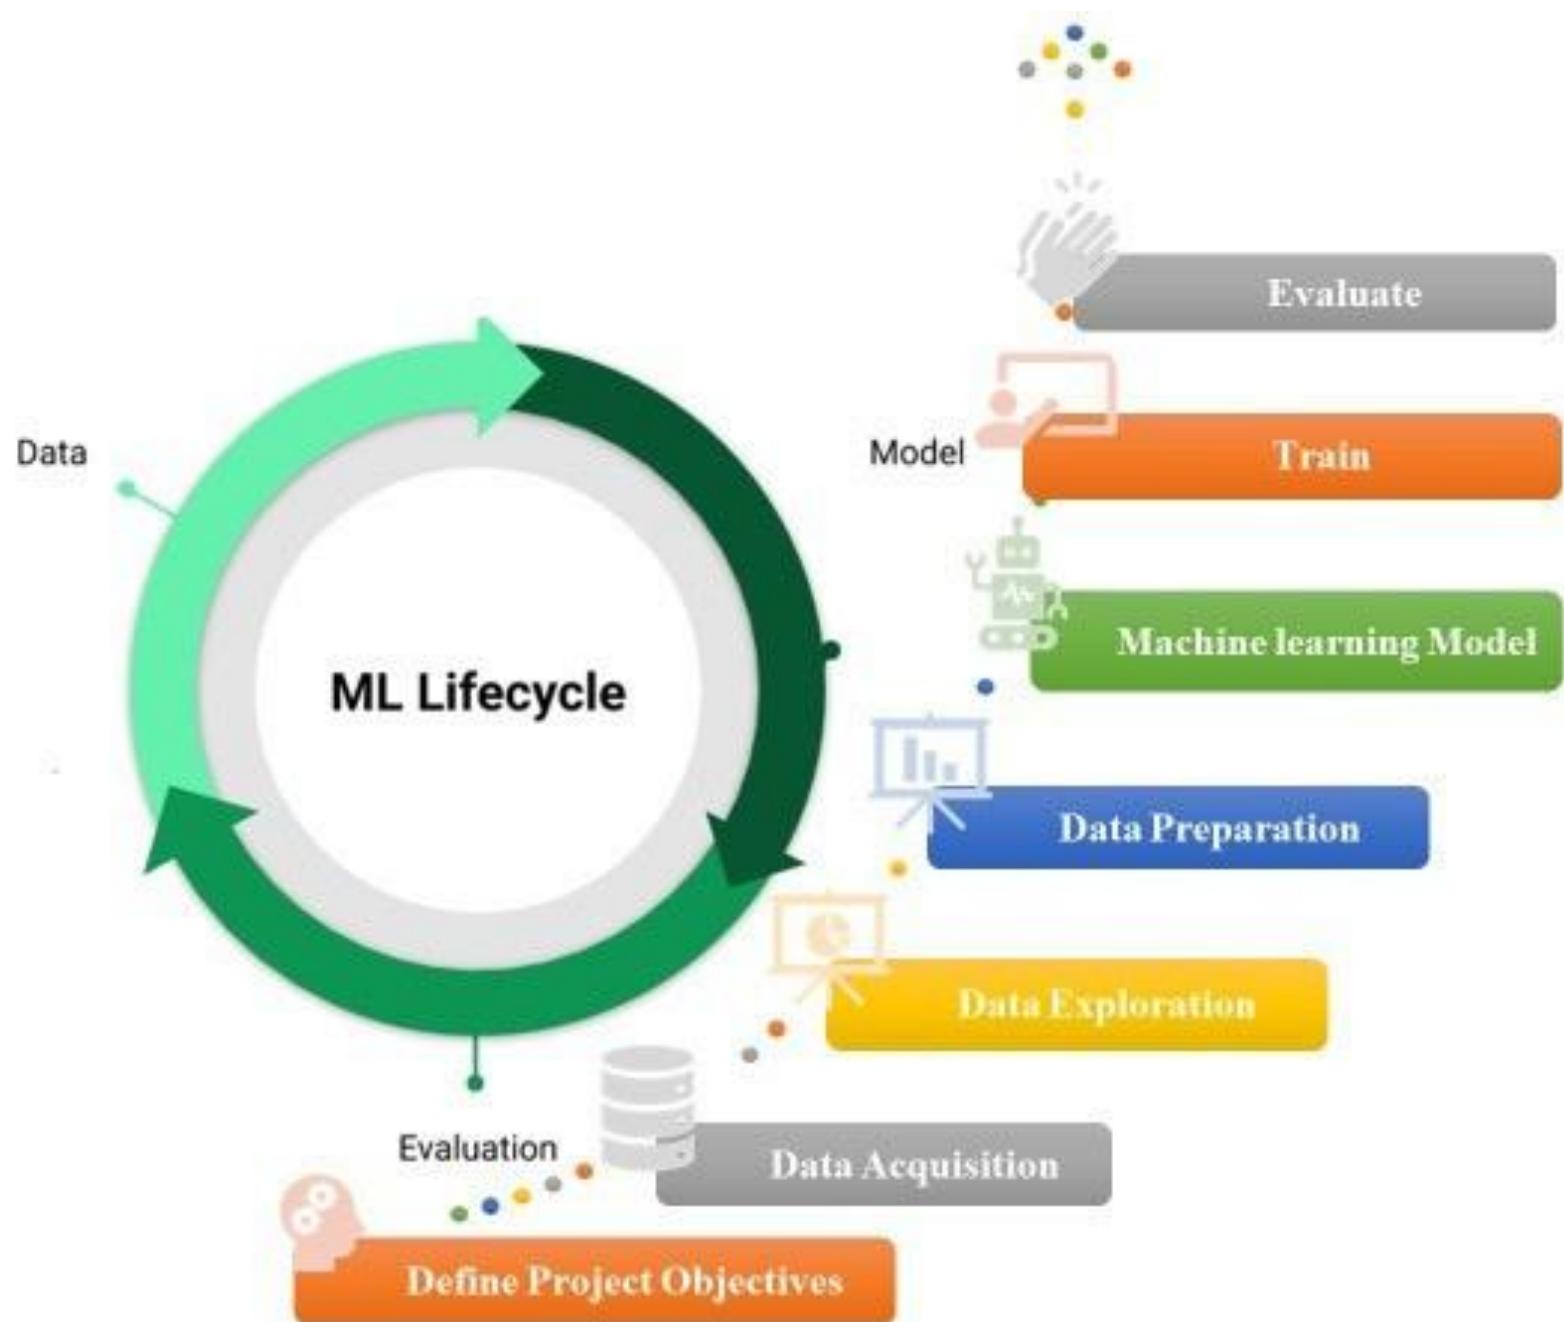 Evaluate
Data
Model
Train
Machine learning Model
ML Lifecycle
Data Preparation
Data Exploration
Evaluation
Data Acquisition
Define Project Objectives